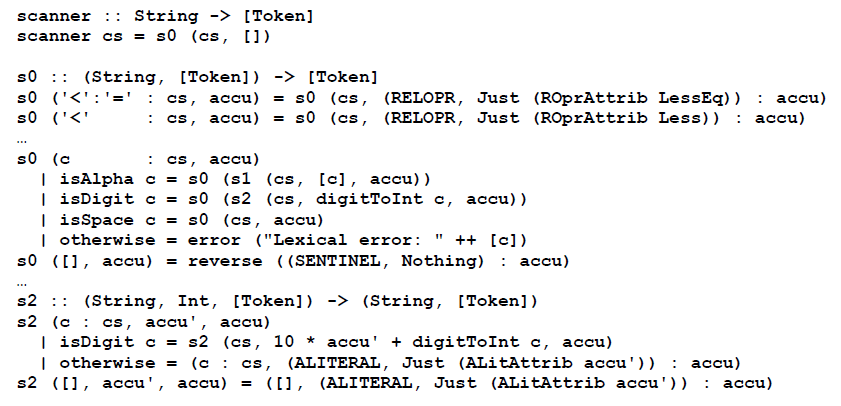 scanner :: String -> [Token]
scanner cs = s0 (cs, [])
s0 :: (String, [Token]) -> [Token]
s0 ('<':'=' : cs, accu) = s0 (cs, (RELOPR, Just (ROprAttrib LessEq)) : accu)
s0 ('<'     : cs, accu) = s0 (cs, (RELOPR, Just (ROprAttrib Less)) : accu)
…
s0 (c       : cs, accu)
  | isAlpha c = s0 (s1 (cs, [c], accu))
  | isDigit c = s0 (s2 (cs, digitToInt c, accu))
  | isSpace c = s0 (cs, accu)
  | otherwise = error ("Lexical error: " ++ [c])
s0 ([], accu) = reverse ((SENTINEL, Nothing) : accu)
…
s2 :: (String, Int, [Token]) -> (String, [Token])
s2 (c : cs, accu', accu)
  | isDigit c = s2 (cs, 10 * accu' + digitToInt c, accu)
  | otherwise = (c : cs, (ALITERAL, Just (ALitAttrib accu')) : accu)
s2 ([], accu', accu) = ([], (ALITERAL, Just (ALitAttrib accu')) : accu)